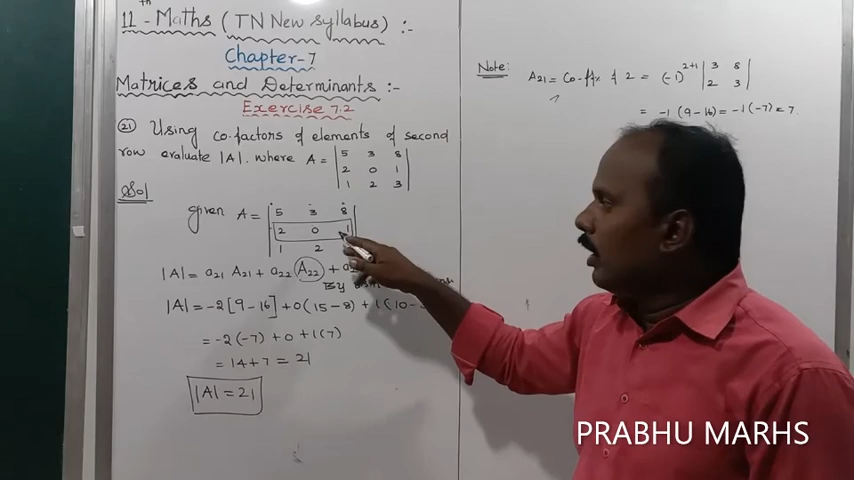 11th - Maths (TN New Syllabus) :-
Chapter-7
Matrices and Determinants :-
Exercise 7.2
(21) Using co-factors of elements of second
row evaluate |A|. where A = | 5 3 8
2 0 1
1 2 3 |
Sol
given A = | 5 3 8
2 0 1
1 2
|A| = a21 A21 + a22 A22 + a2
By
|A| = -2[9-16] + 0(15-8) + 1(10-
= -2(-7) + 0 + 1(7)
= 14+7 = 21
|A| = 21
Note:
A21 = Co-ftr of 2 = (-1)^2+1 | 3 8
2 3 |
= -1(9-16) = -1(-7) = 7.
PRABHU MARHS